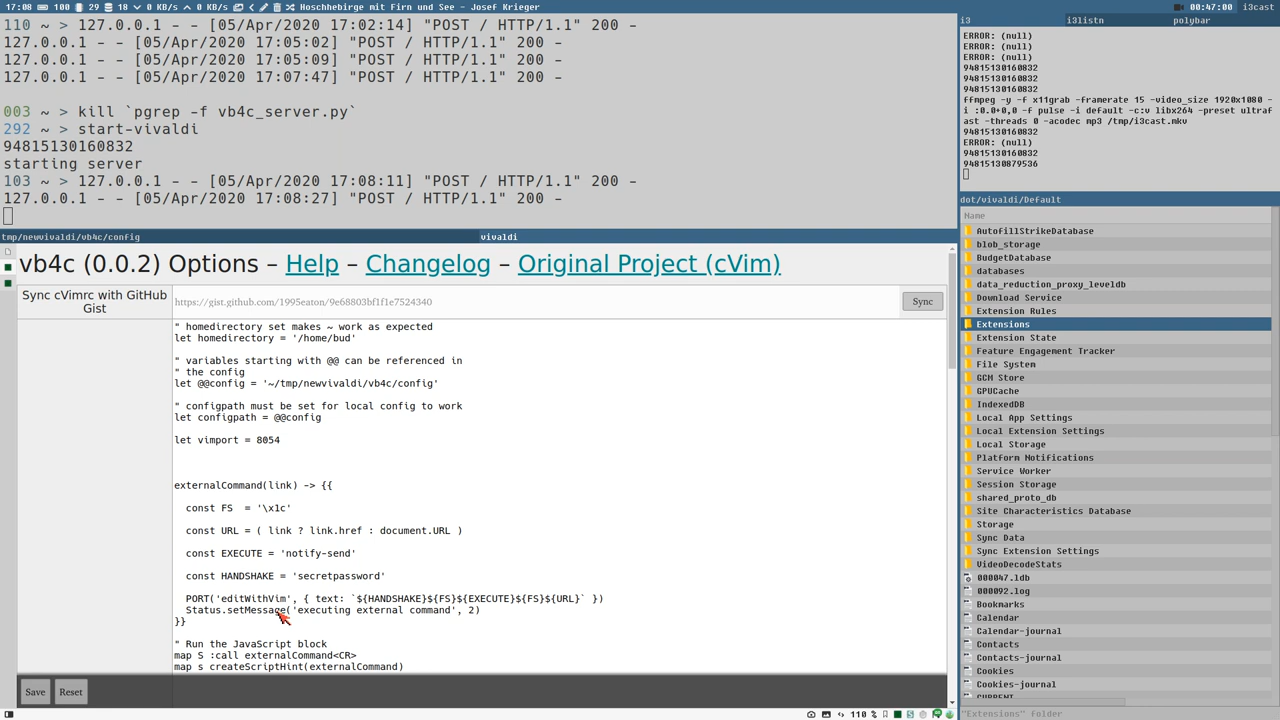 17:08 100 29 18 0 KB/s 0 KB/s Hoschhebirge mit Firn und See - Josef Krieger 00:47:00 i3cast
110 ~ > 127.0.0.1 - - [05/Apr/2020 17:02:14] "POST / HTTP/1.1" 200 -
127.0.0.1 - - [05/Apr/2020 17:05:02] "POST / HTTP/1.1" 200 -
127.0.0.1 - - [05/Apr/2020 17:05:09] "POST / HTTP/1.1" 200 -
127.0.0.1 - - [05/Apr/2020 17:07:47] "POST / HTTP/1.1" 200 -
003 ~ > kill `pgrep -f vb4c_server.py`
292 ~ > start-vivaldi
94815130160832
starting server
103 ~ > 127.0.0.1 - - [05/Apr/2020 17:08:11] "POST / HTTP/1.1" 200 -
127.0.0.1 - - [05/Apr/2020 17:08:27] "POST / HTTP/1.1" 200 -
tmp/newvivaldi/vb4c/config vivaldi
vb4c (0.0.2) Options – Help – Changelog – Original Project (cVim)
Sync cVimrc with GitHub
Gist
https://gist.github.com/1995eaton/9e68803bf1f1e7524340
Sync
" homedirectory set makes ~ work as expected
let homedirectory = '/home/bud'
" variables starting with @@ can be referenced in
" the config
let @@config = '~/tmp/newvivaldi/vb4c/config'
" configpath must be set for local config to work
let configpath = @@config
let vimport = 8054
externalCommand(link) -> {{
const FS  = '\x1c'
const URL = ( link ? link.href : document.URL )
const EXECUTE = 'notify-send'
const HANDSHAKE = 'secretpassword'
PORT('editWithVim', { text: `${HANDSHAKE}${FS}${EXECUTE}${FS}${URL}` })
Status.setMessage('executing external command', 2)
}}
" Run the JavaScript block
map S :call externalCommand<CR>
map s createScriptHint(externalCommand)
Save Reset
110 %
i3 i3listn polybar
ERROR: (null)
ERROR: (null)
ERROR: (null)
94815130160832
94815130160832
94815130160832
ffmpeg -y -f x11grab -framerate 15 -video_size 1920x1080 -
i :0.0+0,0 -f pulse -i default -c:v libx264 -preset ultraf
ast -threads 0 -acodec mp3 /tmp/i3cast.mkv
94815130160832
ERROR: (null)
94815130160832
94815130879536
dot/vivaldi/Default
Name
AutofillStrikeDatabase
blob_storage
BudgetDatabase
databases
data_reduction_proxy_leveldb
Download Service
Extension Rules
Extensions
Extension State
Feature Engagement Tracker
File System
GCM Store
GPUCache
IndexedDB
Local App Settings
Local Extension Settings
Local Storage
Platform Notifications
Service Worker
Session Storage
shared_proto_db
Site Characteristics Database
Storage
Sync Data
Sync Extension Settings
VideoDecodeStats
000047.ldb
000092.log
Bookmarks
Calendar
Calendar-journal
Contacts
Contacts-journal
Cookies
Cookies-journal
CURRENT
"Extensions" folder